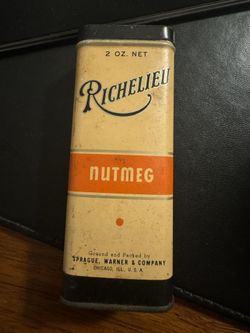 2 OZ. NET
RICHELIEU
NUTMEG
Ground and Packed by
SPRAGUE, WARNER & COMPANY
CHICAGO, ILL., U.S.A.